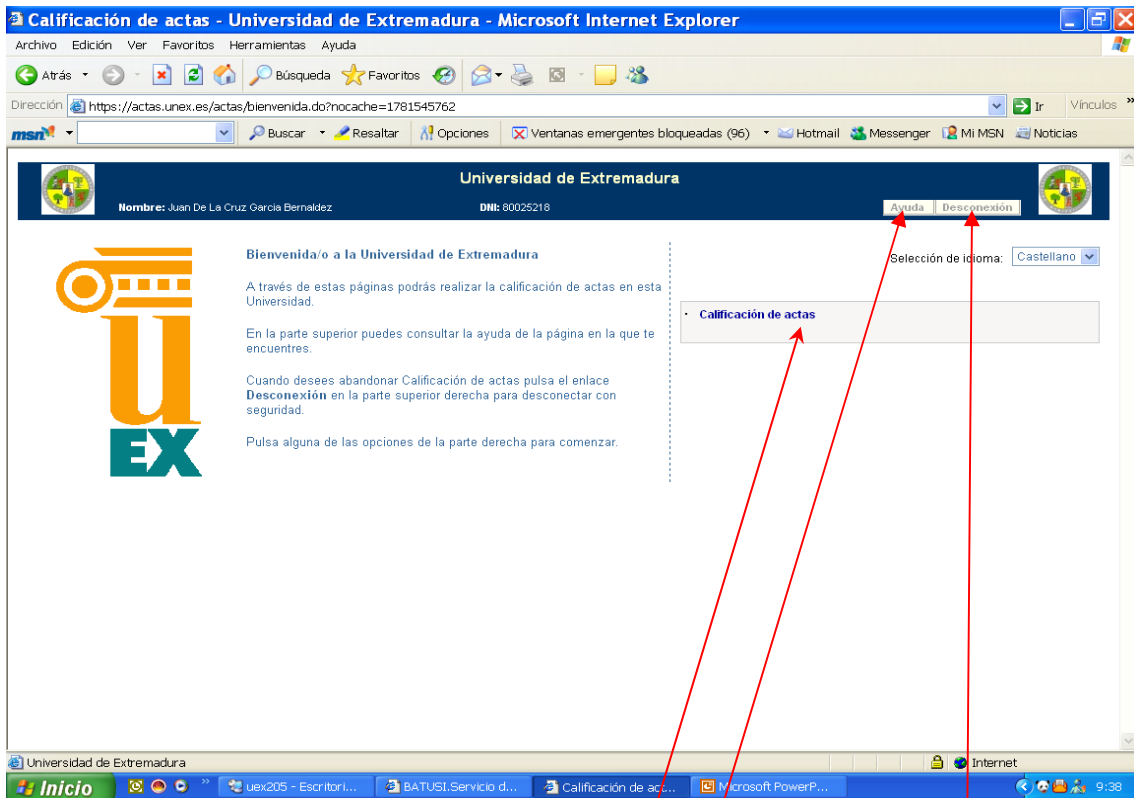 Calificación de actas - Universidad de Extremadura - Microsoft Internet Explorer
Archivo Edición Ver Favoritos Herramientas Ayuda
Atrás Búsqueda Favoritos
Dirección https://actas.unex.es/actas/bienvenida.do?nocache=1781545762 Ir Vínculos »
msn Buscar Resaltar Opciones Ventanas emergentes bloqueadas (96) Hotmail Messenger Mi MSN Noticias
Universidad de Extremadura
Nombre: Juan De La Cruz Garcia Bernaldez DNI: 80025218 Ayuda Desconexión
Selección de idioma: Castellano
Bienvenida/o a la Universidad de Extremadura
A través de estas páginas podrás realizar la calificación de actas en esta
Universidad.
En la parte superior puedes consultar la ayuda de la página en la que te
encuentres.
Cuando desees abandonar Calificación de actas pulsa el enlace
Desconexión en la parte superior derecha para desconectar con
seguridad.
Pulsa alguna de las opciones de la parte derecha para comenzar.
· Calificación de actas
u
EX
Universidad de Extremadura Internet
Inicio » uex205 - Escritori... BATUSI.Servicio d... Calificación de act... Microsoft PowerP... 9:38